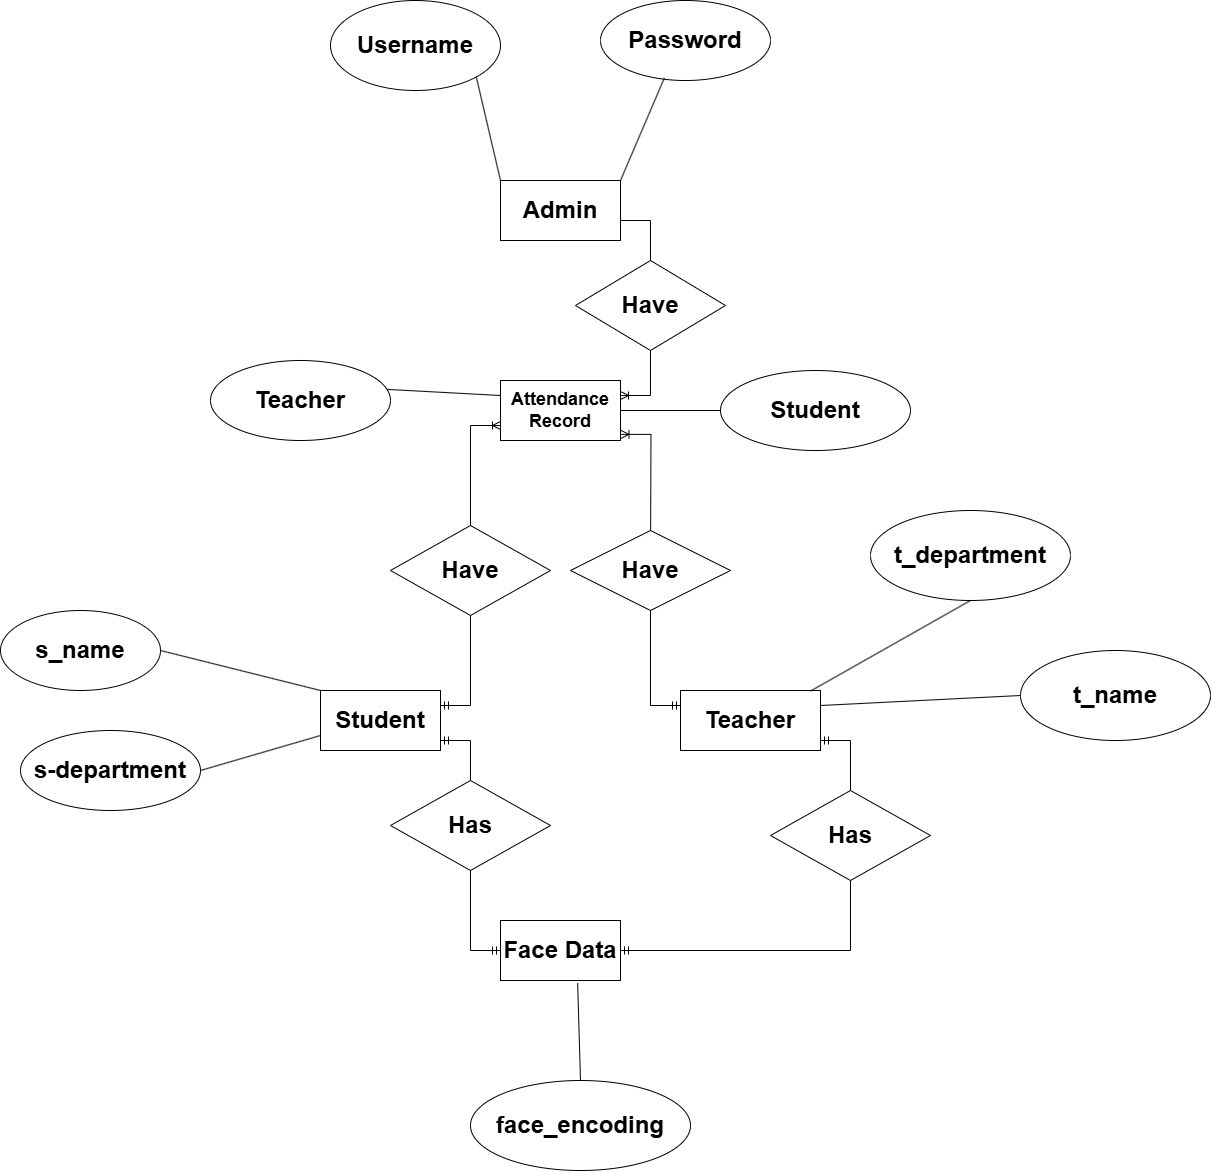 Username
Password
Admin
Have
Teacher
Attendance
Record
Student
Have
Have
t_department
s_name
t_name
Student
Teacher
s-department
Has
Has
Face Data
face_encoding